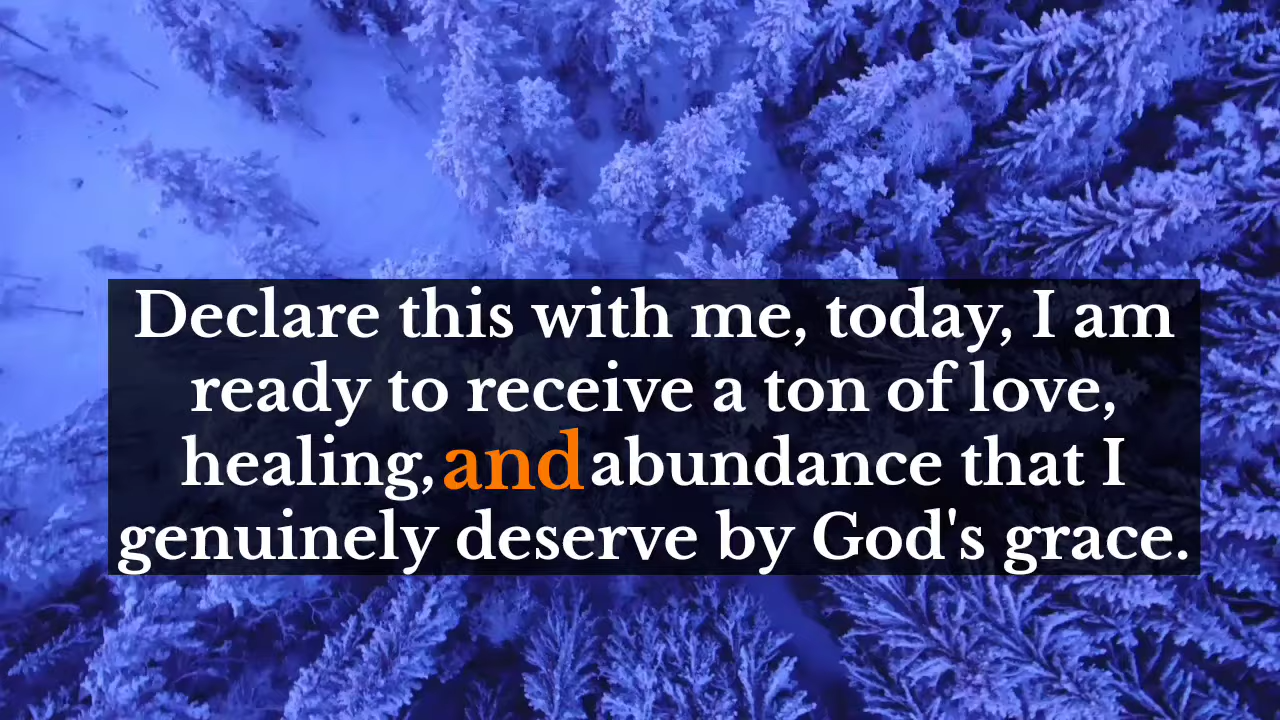 Declare this with me, today, I am
ready to receive a ton of love,
healing, and abundance that I
genuinely deserve by God's grace.